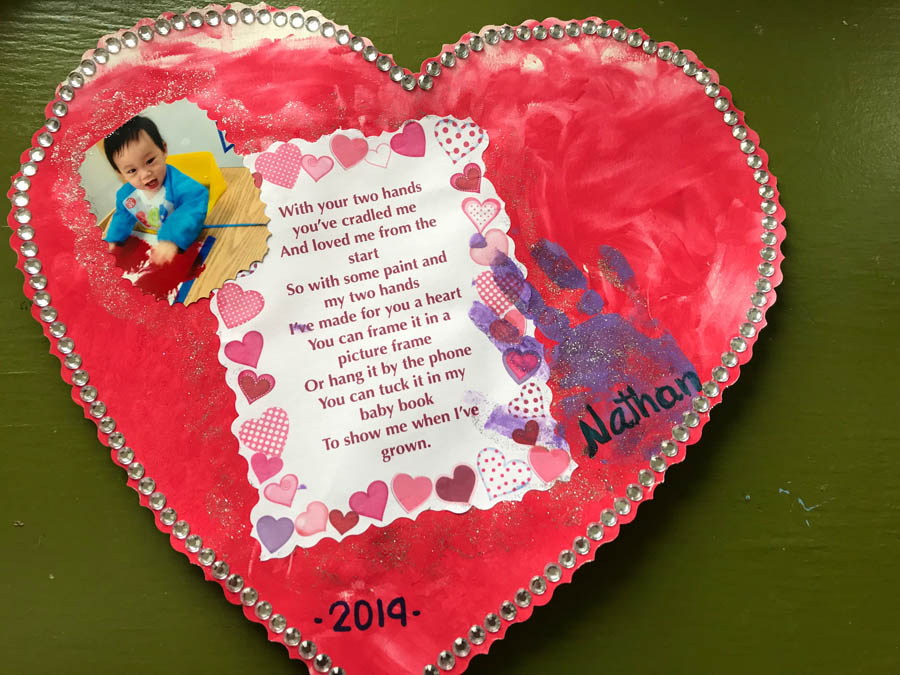 With your two hands
you've cradled me
And loved me from the
start
So with some paint and
my two hands
I've made for you a heart
You can frame it in a
picture frame
Or hang it by the phone
You can tuck it in my
baby book
To show me when I've
grown.
Nathan
-2019-